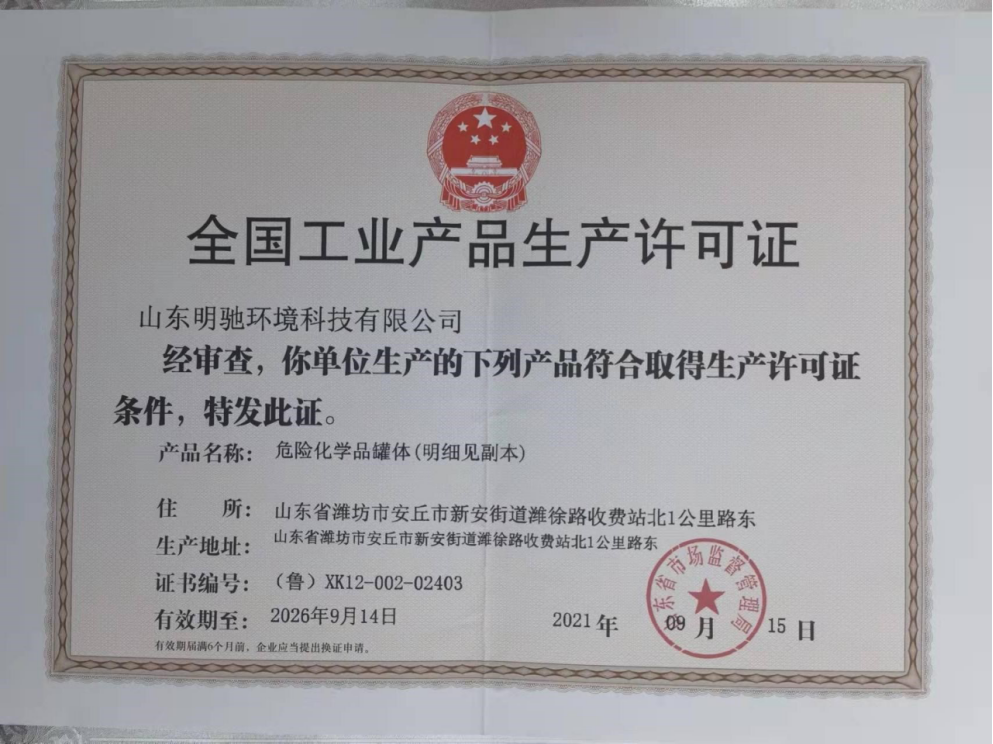 全国工业产品生产许可证
山东明驰环境科技有限公司
经审查，你单位生产的下列产品符合取得生产许可证
条件，特发此证。
产品名称： 危险化学品罐体(明细见副本)
住 所： 山东省潍坊市安丘市新安街道潍徐路收费站北1公里路东
生产地址： 山东省潍坊市安丘市新安街道潍徐路收费站北1公里路东
证书编号： （鲁）XK12-002-02403
有效期至： 2026年9月14日
2021 年 09 月 15 日
山东省市场监督管理局
有效期届满6个月前，企业应当提出换证申请。